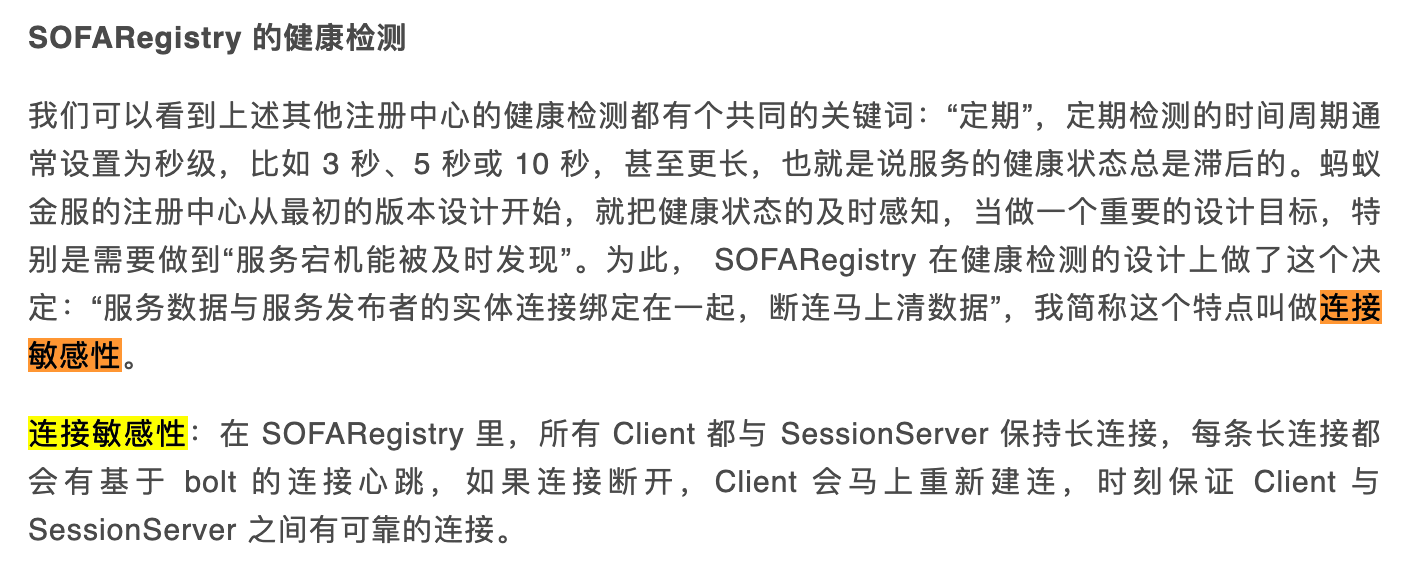 SOFARegistry 的健康检测
我们可以看到上述其他注册中心的健康检测都有个共同的关键词：“定期”，定期检测的时间周期通
常设置为秒级，比如 3 秒、5 秒或 10 秒，甚至更长，也就是说服务的健康状态总是滞后的。蚂蚁
金服的注册中心从最初的版本设计开始，就把健康状态的及时感知，当做一个重要的设计目标，特
别是需要做到“服务宕机能被及时发现”。为此， SOFARegistry 在健康检测的设计上做了这个决
定：“服务数据与服务发布者的实体连接绑定在一起，断连马上清数据”，我简称这个特点叫做连接
敏感性。
连接敏感性：在 SOFARegistry 里，所有 Client 都与 SessionServer 保持长连接，每条长连接都
会有基于 bolt 的连接心跳，如果连接断开，Client 会马上重新建连，时刻保证 Client 与
SessionServer 之间有可靠的连接。